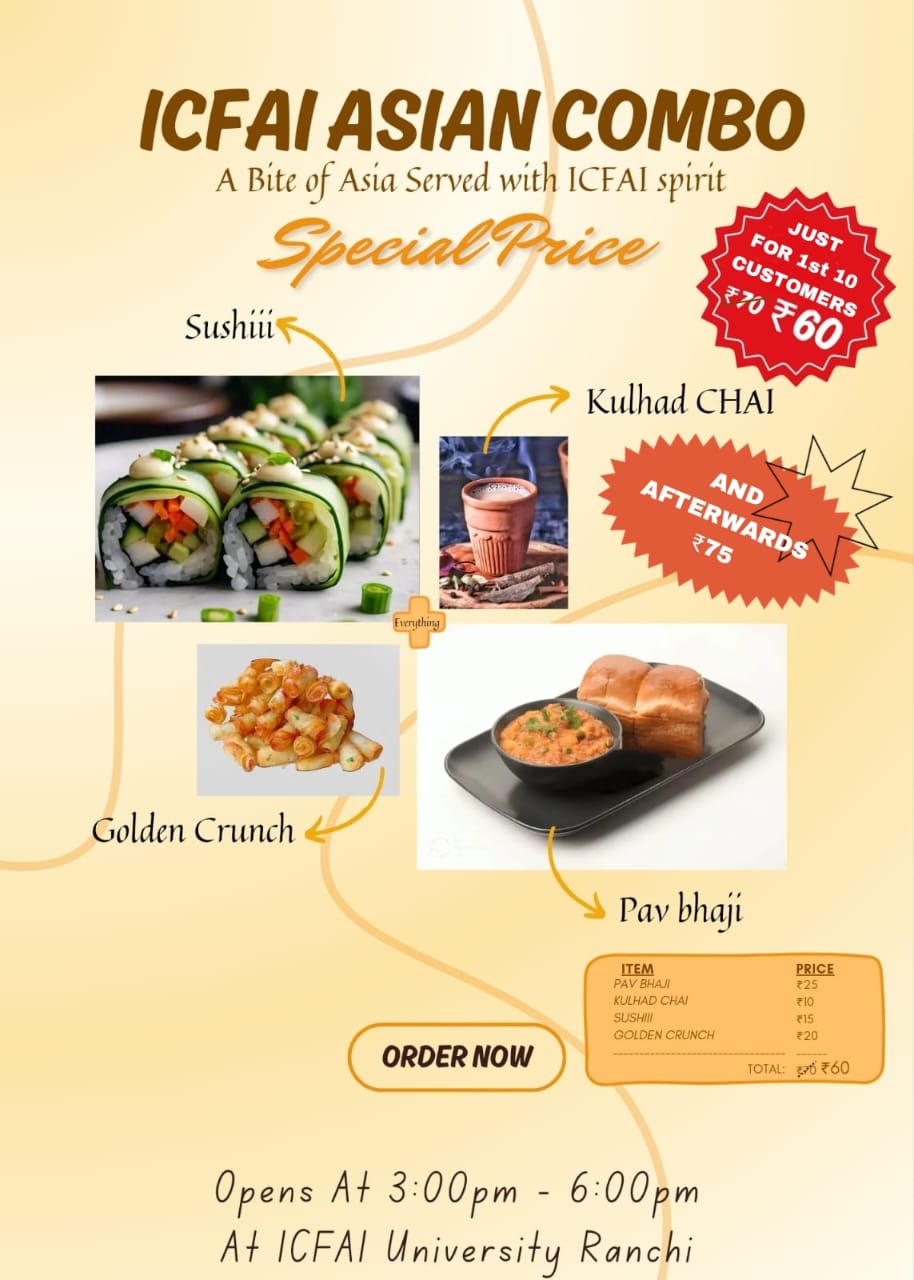 ICFAI ASIAN COMBO
A Bite of Asia Served with ICFAI spirit
Special Price
JUST
FOR 1st 10
CUSTOMERS
₹70 ₹60
Sushiii
Kulhad CHAI
AND
AFTERWARDS
₹75
Everything
Golden Crunch
Pav bhaji
ITEM PRICE
PAV BHAJI ₹25
KULHAD CHAI ₹10
SUSHIII ₹15
GOLDEN CRUNCH ₹20
TOTAL: ₹70 ₹60
ORDER NOW
Opens At 3:00pm - 6:00pm
At ICFAI University Ranchi